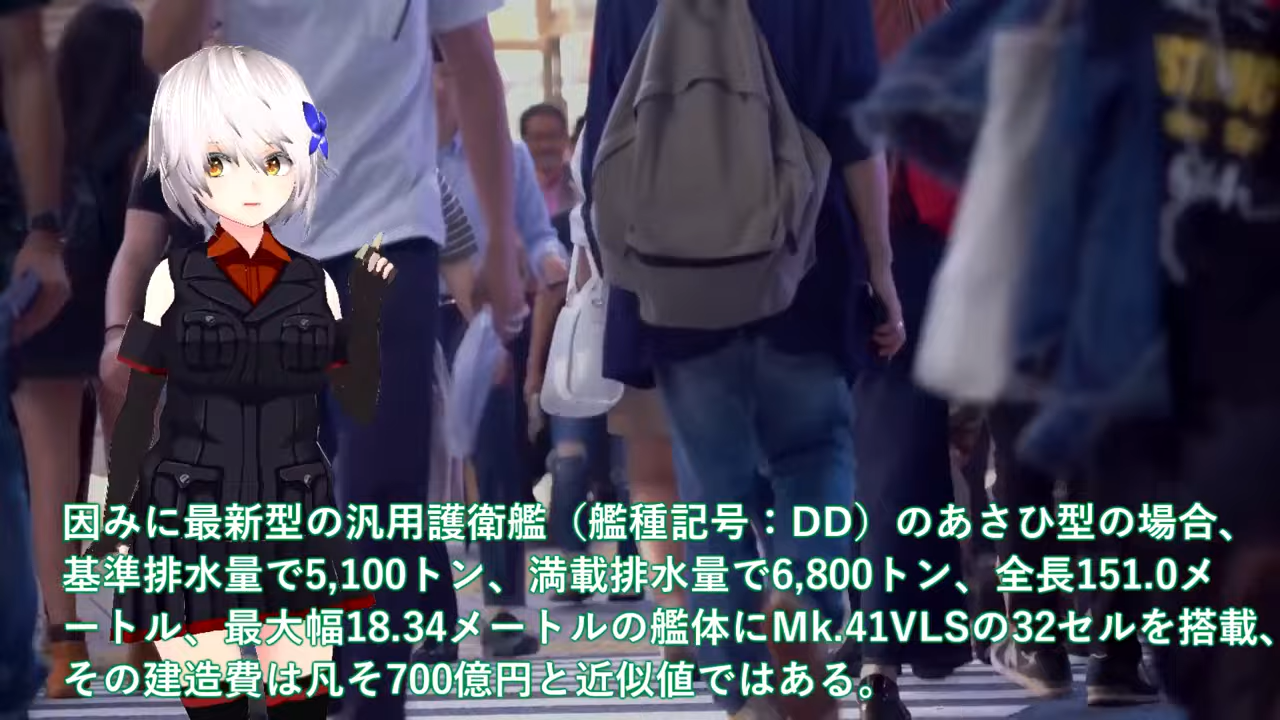 STRONG
因みに最新型の汎用護衛艦（艦種記号：DD）のあさひ型の場合、
基準排水量で5,100トン、満載排水量で6,800トン、全長151.0メ
ートル、最大幅18.34メートルの艦体にMk.41VLSの32セルを搭載、
その建造費は凡そ700億円と近似値ではある。